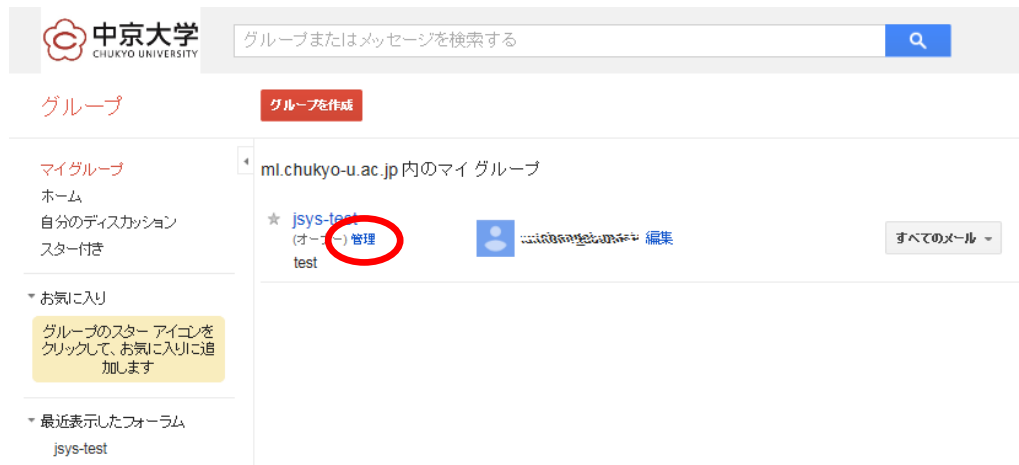 中京大学
CHUKYO UNIVERSITY
グループまたはメッセージを検索する
グループ
グループを作成
マイグループ
ホーム
自分のディスカッション
スター付き
お気に入り
グループのスター アイコンを
クリックして、お気に入りに追
加します
最近表示したフォーラム
jsys-test
ml.chukyo-u.ac.jp 内のマイ グループ
jsys-test
(オーナー) 管理
test
編集
すべてのメール